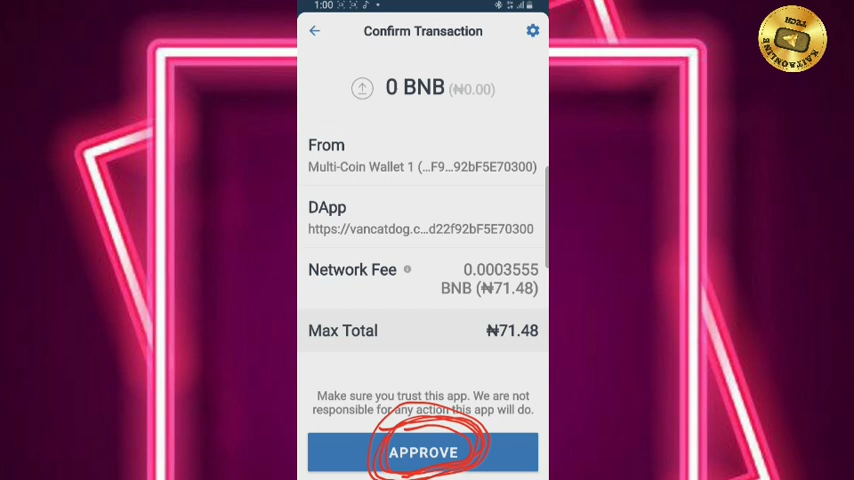 1:00
Confirm Transaction
0 BNB (₦0.00)
From
Multi-Coin Wallet 1 (...F9...92bF5E70300)
DApp
https://vancatdog.c...d22f92bF5E70300
Network Fee
0.0003555
BNB (₦71.48)
Max Total
₦71.48
Make sure you trust this app. We are not
responsible for any action this app will do.
APPROVE
KAITAONLINE
TECH